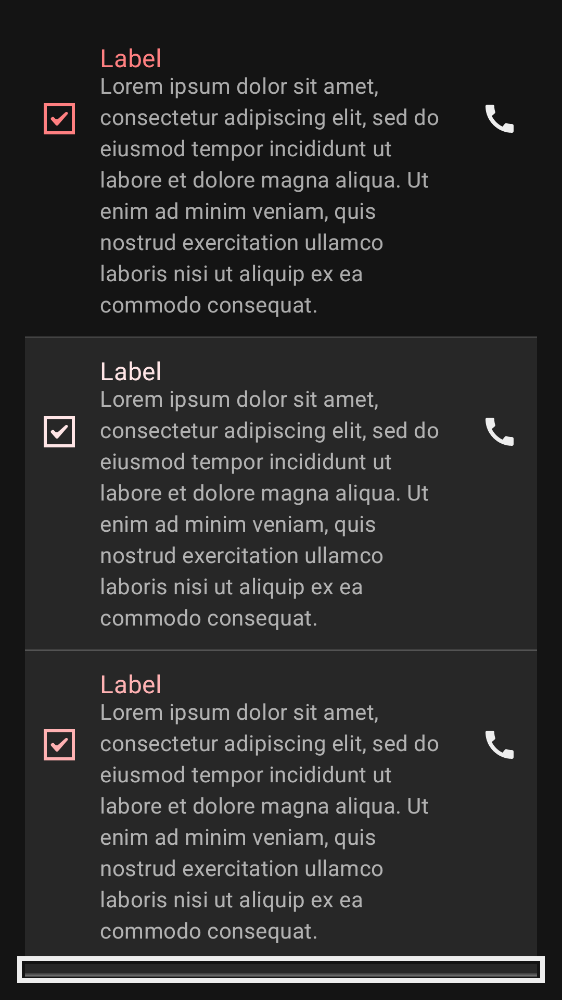 Label
Lorem ipsum dolor sit amet,
consectetur adipiscing elit, sed do
eiusmod tempor incididunt ut
labore et dolore magna aliqua. Ut
enim ad minim veniam, quis
nostrud exercitation ullamco
laboris nisi ut aliquip ex ea
commodo consequat.
Label
Lorem ipsum dolor sit amet,
consectetur adipiscing elit, sed do
eiusmod tempor incididunt ut
labore et dolore magna aliqua. Ut
enim ad minim veniam, quis
nostrud exercitation ullamco
laboris nisi ut aliquip ex ea
commodo consequat.
Label
Lorem ipsum dolor sit amet,
consectetur adipiscing elit, sed do
eiusmod tempor incididunt ut
labore et dolore magna aliqua. Ut
enim ad minim veniam, quis
nostrud exercitation ullamco
laboris nisi ut aliquip ex ea
commodo consequat.